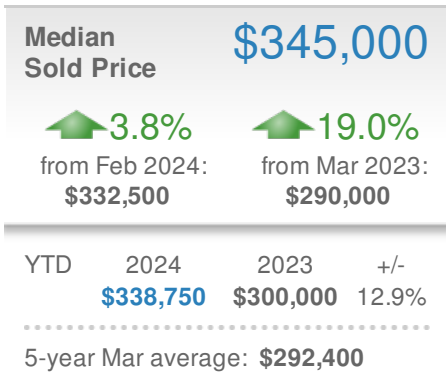 Median
Sold Price
$345,000
3.8%
19.0%
from Feb 2024:
from Mar 2023:
$332,500
$290,000
YTD 2024 2023 +/-
$338,750 $300,000 12.9%
5-year Mar average: $292,400